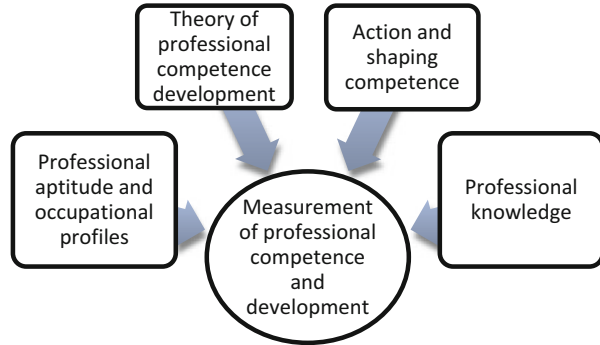 Theory of
professional
competence
development
Action and
shaping
competence
Professional
aptitude and
occupational
profiles
Professional
knowledge
Measurement
of professional
competence
and
development